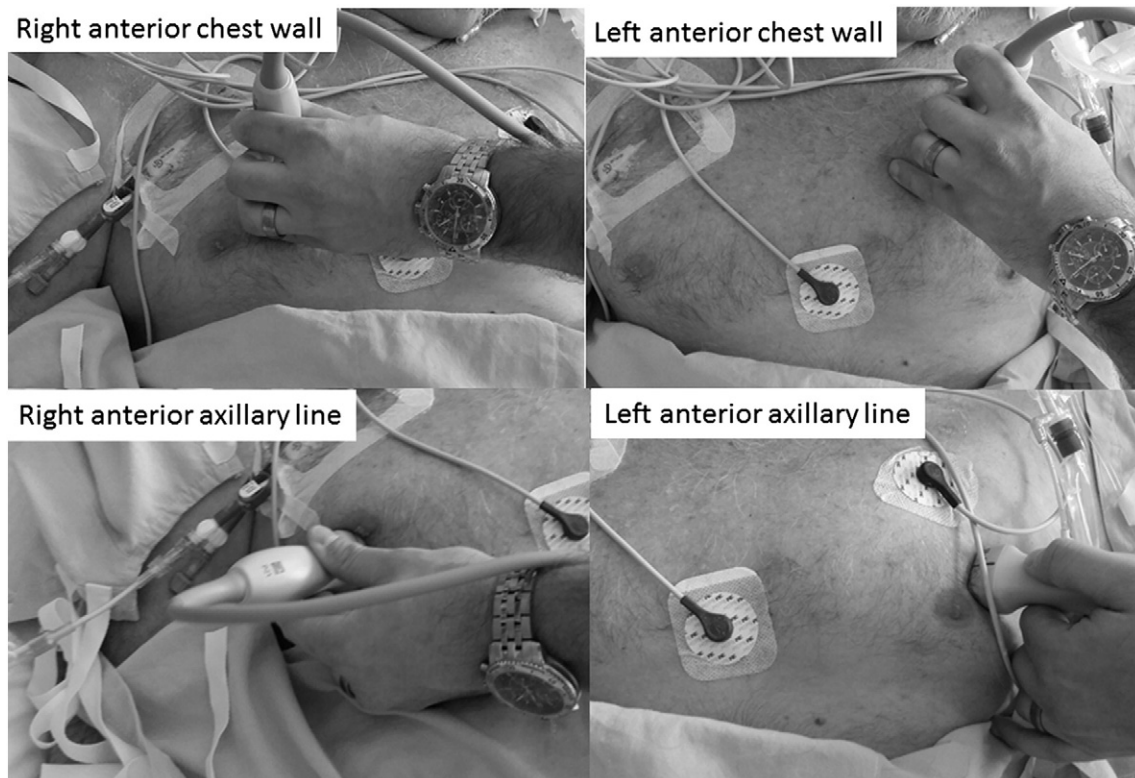 Right anterior chest wall
Left anterior chest wall
Right anterior axillary line
Left anterior axillary line